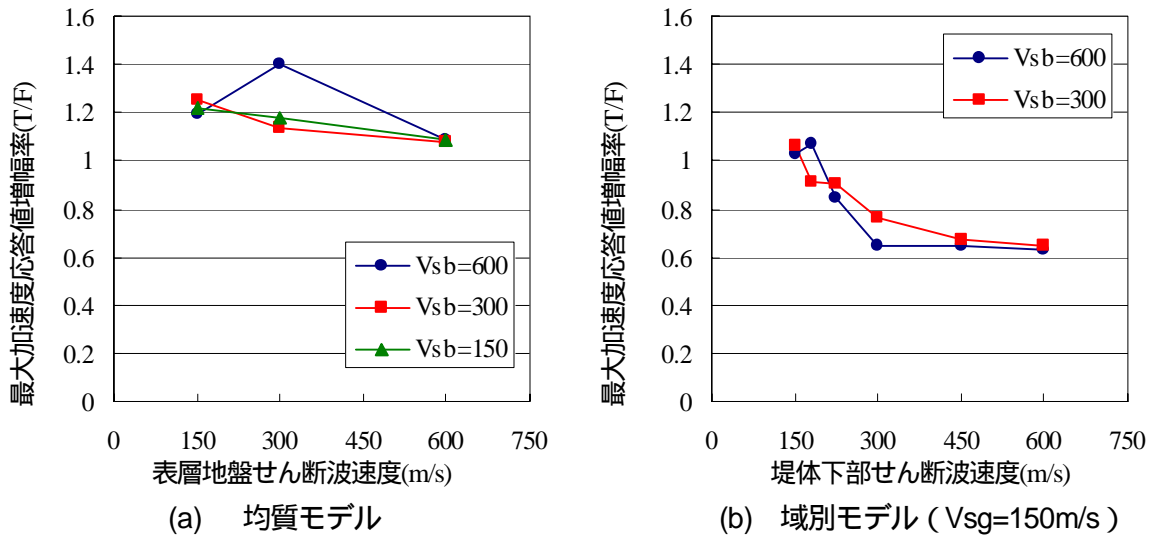 最大加速度応答値増幅率(T/F)
1.6
1.4
1.2
1
0.8
0.6
0.4
0.2
0
Vsb=600
Vsb=300
Vsb=150
0 150 300 450 600 750
表層地盤せん断波速度(m/s)
(a) 均質モデル
最大加速度応答値増幅率(T/F)
1.6
1.4
1.2
1
0.8
0.6
0.4
0.2
0
Vsb=600
Vsb=300
0 150 300 450 600 750
堤体下部せん断波速度(m/s)
(b) 域別モデル（Vsg=150m/s）